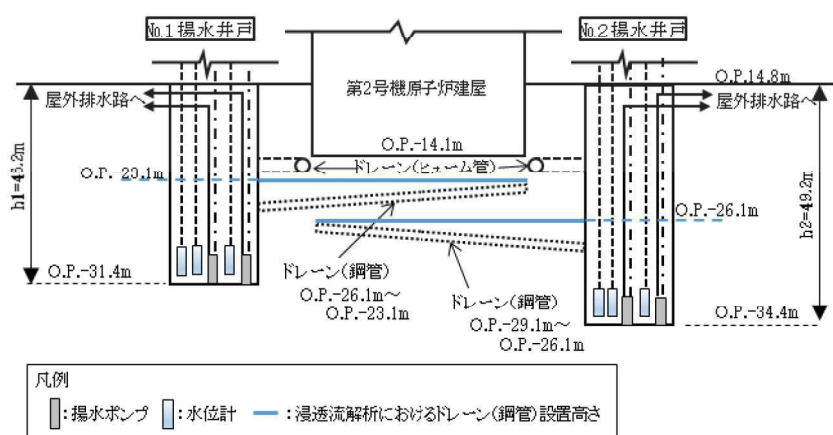 No.1揚水井戸
No.2揚水井戸
O.P.14.8m
屋外排水路へ
第2号機原子炉建屋
屋外排水路へ
O.P.-14.1m
ドレーン(ヒューム管)
O.P.-23.1m
h1=46.2m
O.P.-26.1m
h2=49.2m
O.P.-31.4m
ドレーン(鋼管)
O.P.-26.1m～
O.P.-23.1m
ドレーン(鋼管)
O.P.-29.1m～
O.P.-26.1m
O.P.-34.4m
凡例
:揚水ポンプ :水位計 :浸透流解析におけるドレーン(鋼管)設置高さ